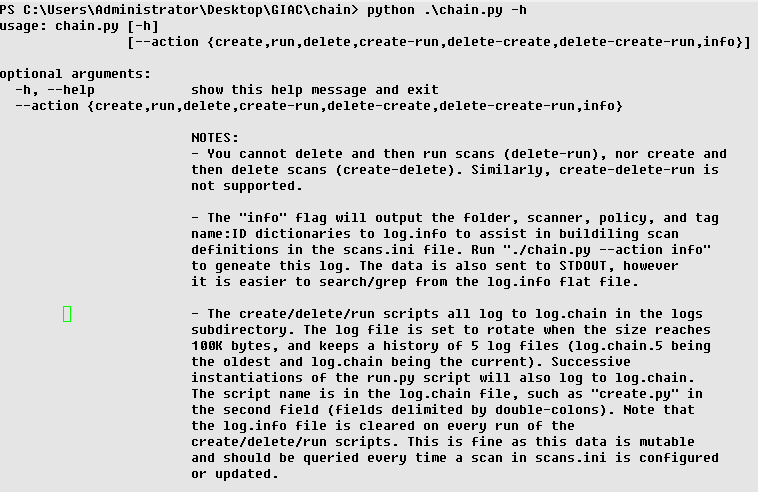 PS C:\Users\Administrator\Desktop\GIAC\chain> python .\chain.py -h
usage: chain.py [-h]
[--action {create,run,delete,create-run,delete-create,delete-create-run,info}]
optional arguments:
-h, --help show this help message and exit
--action {create,run,delete,create-run,delete-create,delete-create-run,info}
NOTES:
- You cannot delete and then run scans (delete-run), nor create and
then delete scans (create-delete). Similarly, create-delete-run is
not supported.
- The "info" flag will output the folder, scanner, policy, and tag
name:ID dictionaries to log.info to assist in buildiling scan
definitions in the scans.ini file. Run "./chain.py --action info"
to geneate this log. The data is also sent to STDOUT, however
it is easier to search/grep from the log.info flat file.
- The create/delete/run scripts all log to log.chain in the logs
subdirectory. The log file is set to rotate when the size reaches
100K bytes, and keeps a history of 5 log files (log.chain.5 being
the oldest and log.chain being the current). Successive
instantiations of the run.py script will also log to log.chain.
The script name is in the log.chain file, such as "create.py" in
the second field (fields delimited by double-colons). Note that
the log.info file is cleared on every run of the
create/delete/run scripts. This is fine as this data is mutable
and should be queried every time a scan in scans.ini is configured
or updated.